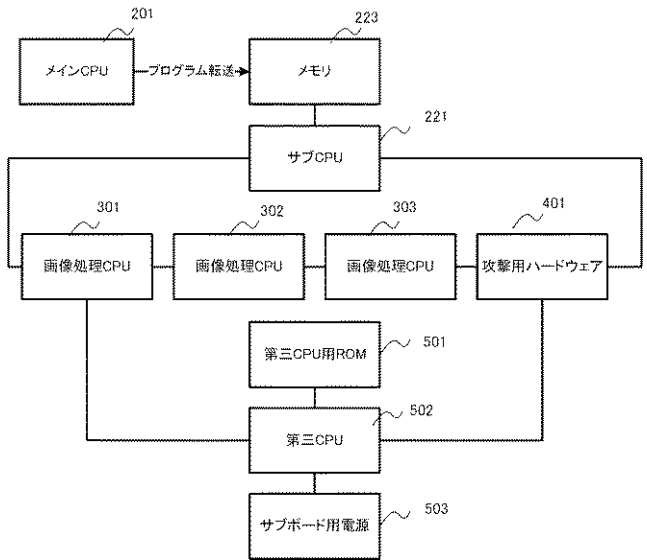 201
223
メインCPU
プログラム転送
メモリ
221
サブCPU
301
302
303
401
画像処理CPU
画像処理CPU
画像処理CPU
攻撃用ハードウェア
501
第三CPU用ROM
502
第三CPU
503
サブボード用電源